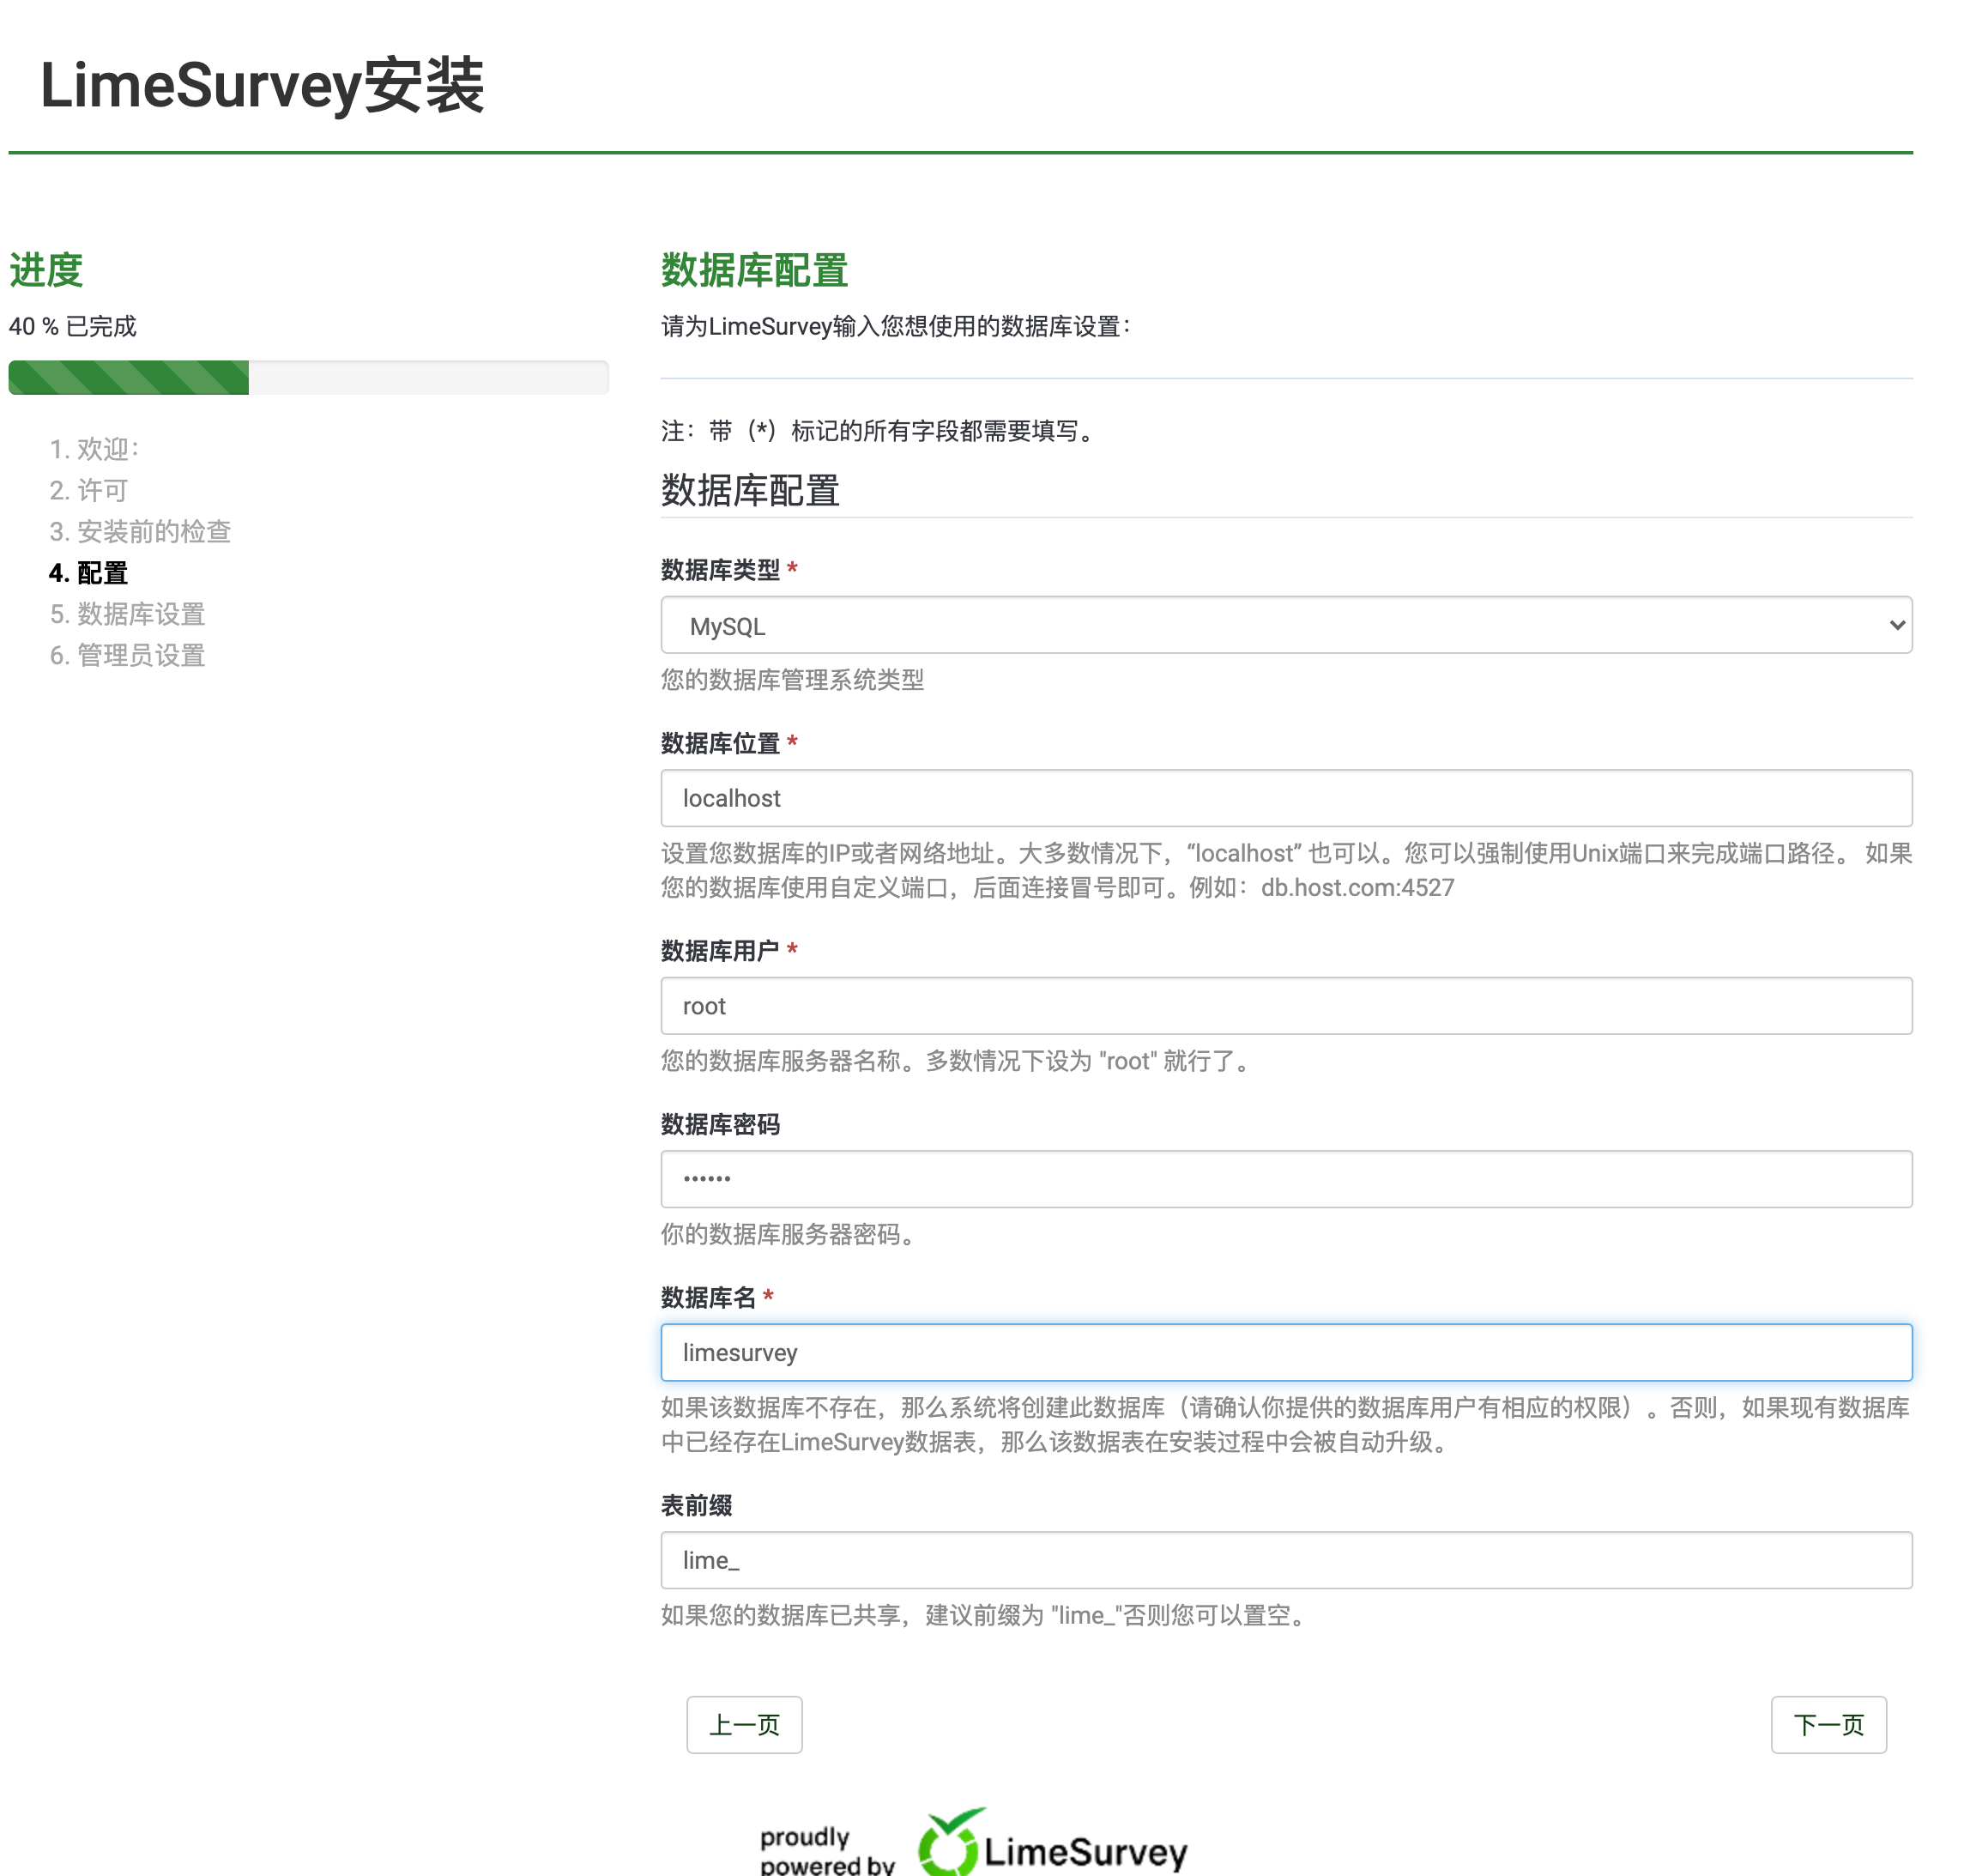 LimeSurvey安装
进度
40 % 已完成
1. 欢迎：
2. 许可
3. 安装前的检查
4. 配置
5. 数据库设置
6. 管理员设置
数据库配置
请为LimeSurvey输入您想使用的数据库设置：
注：带（*）标记的所有字段都需要填写。
数据库配置
数据库类型 *
MySQL
您的数据库管理系统类型
数据库位置 *
localhost
设置您数据库的IP或者网络地址。大多数情况下，“localhost” 也可以。您可以强制使用Unix端口来完成端口路径。 如果
您的数据库使用自定义端口，后面连接冒号即可。例如：db.host.com:4527
数据库用户 *
root
您的数据库服务器名称。多数情况下设为 "root" 就行了。
数据库密码
••••••
你的数据库服务器密码。
数据库名 *
limesurvey
如果该数据库不存在，那么系统将创建此数据库（请确认你提供的数据库用户有相应的权限）。否则，如果现有数据库
中已经存在LimeSurvey数据表，那么该数据表在安装过程中会被自动升级。
表前缀
lime_
如果您的数据库已共享，建议前缀为 "lime_"否则您可以置空。
上一页
下一页
proudly
powered by
LimeSurvey